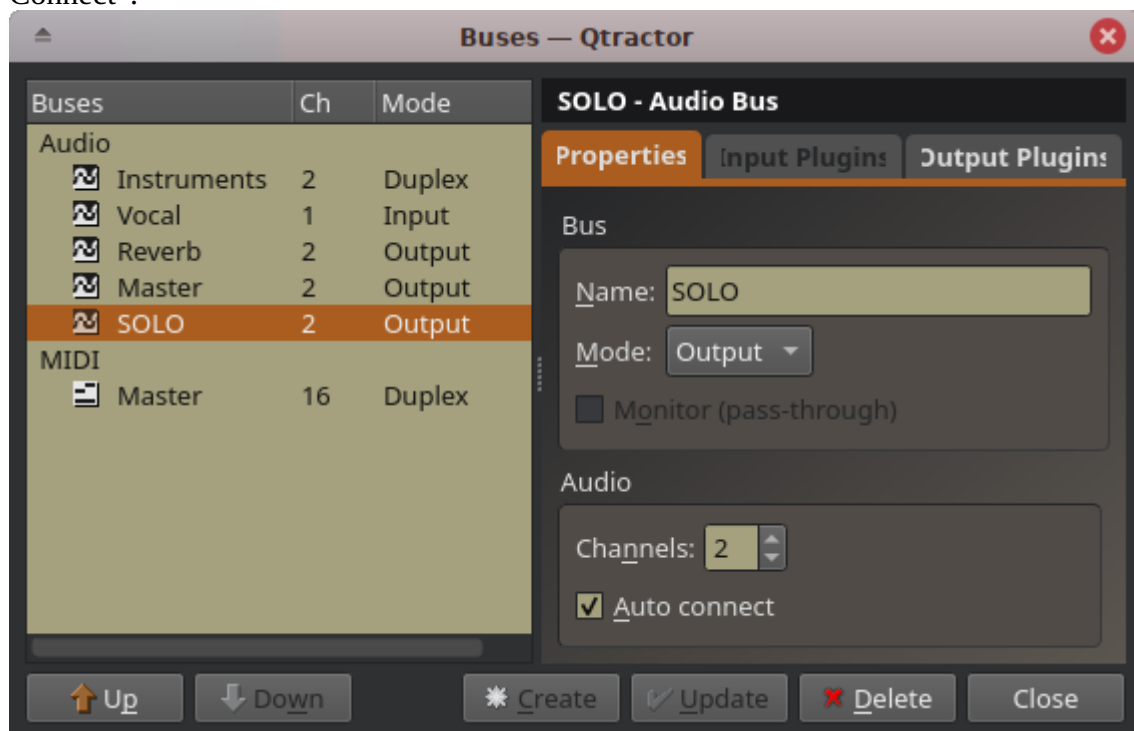 Connect".
Buses — Qtractor
Buses Ch Mode
Audio
Instruments 2 Duplex
Vocal 1 Input
Reverb 2 Output
Master 2 Output
SOLO 2 Output
MIDI
Master 16 Duplex
SOLO - Audio Bus
Properties Input Plugins Output Plugins
Bus
Name: SOLO
Mode: Output
Monitor (pass-through)
Audio
Channels: 2
Auto connect
Up Down Create Update Delete Close